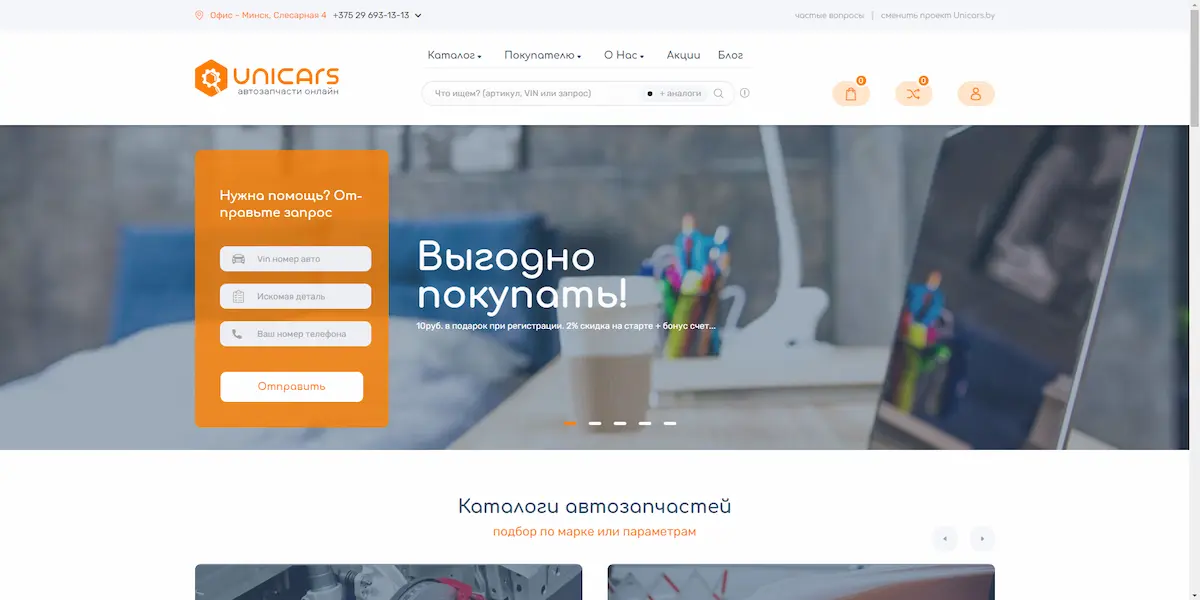 Офис – Минск, Слесарная 4 +375 29 693-13-13
частые вопросы | сменить проект Unicars.by
Каталог Покупателю О Нас Акции Блог
UNICARS
автозапчасти онлайн
Что ищем? (артикул, VIN или запрос) + аналоги
0 0
Нужна помощь? От-
правьте запрос
Vin номер авто
Искомая деталь
Ваш номер телефона
Отправить
Выгодно
покупать!
10руб. в подарок при регистрации. 2% скидка на старте + бонус счет...
Каталоги автозапчастей
подбор по марке или параметрам